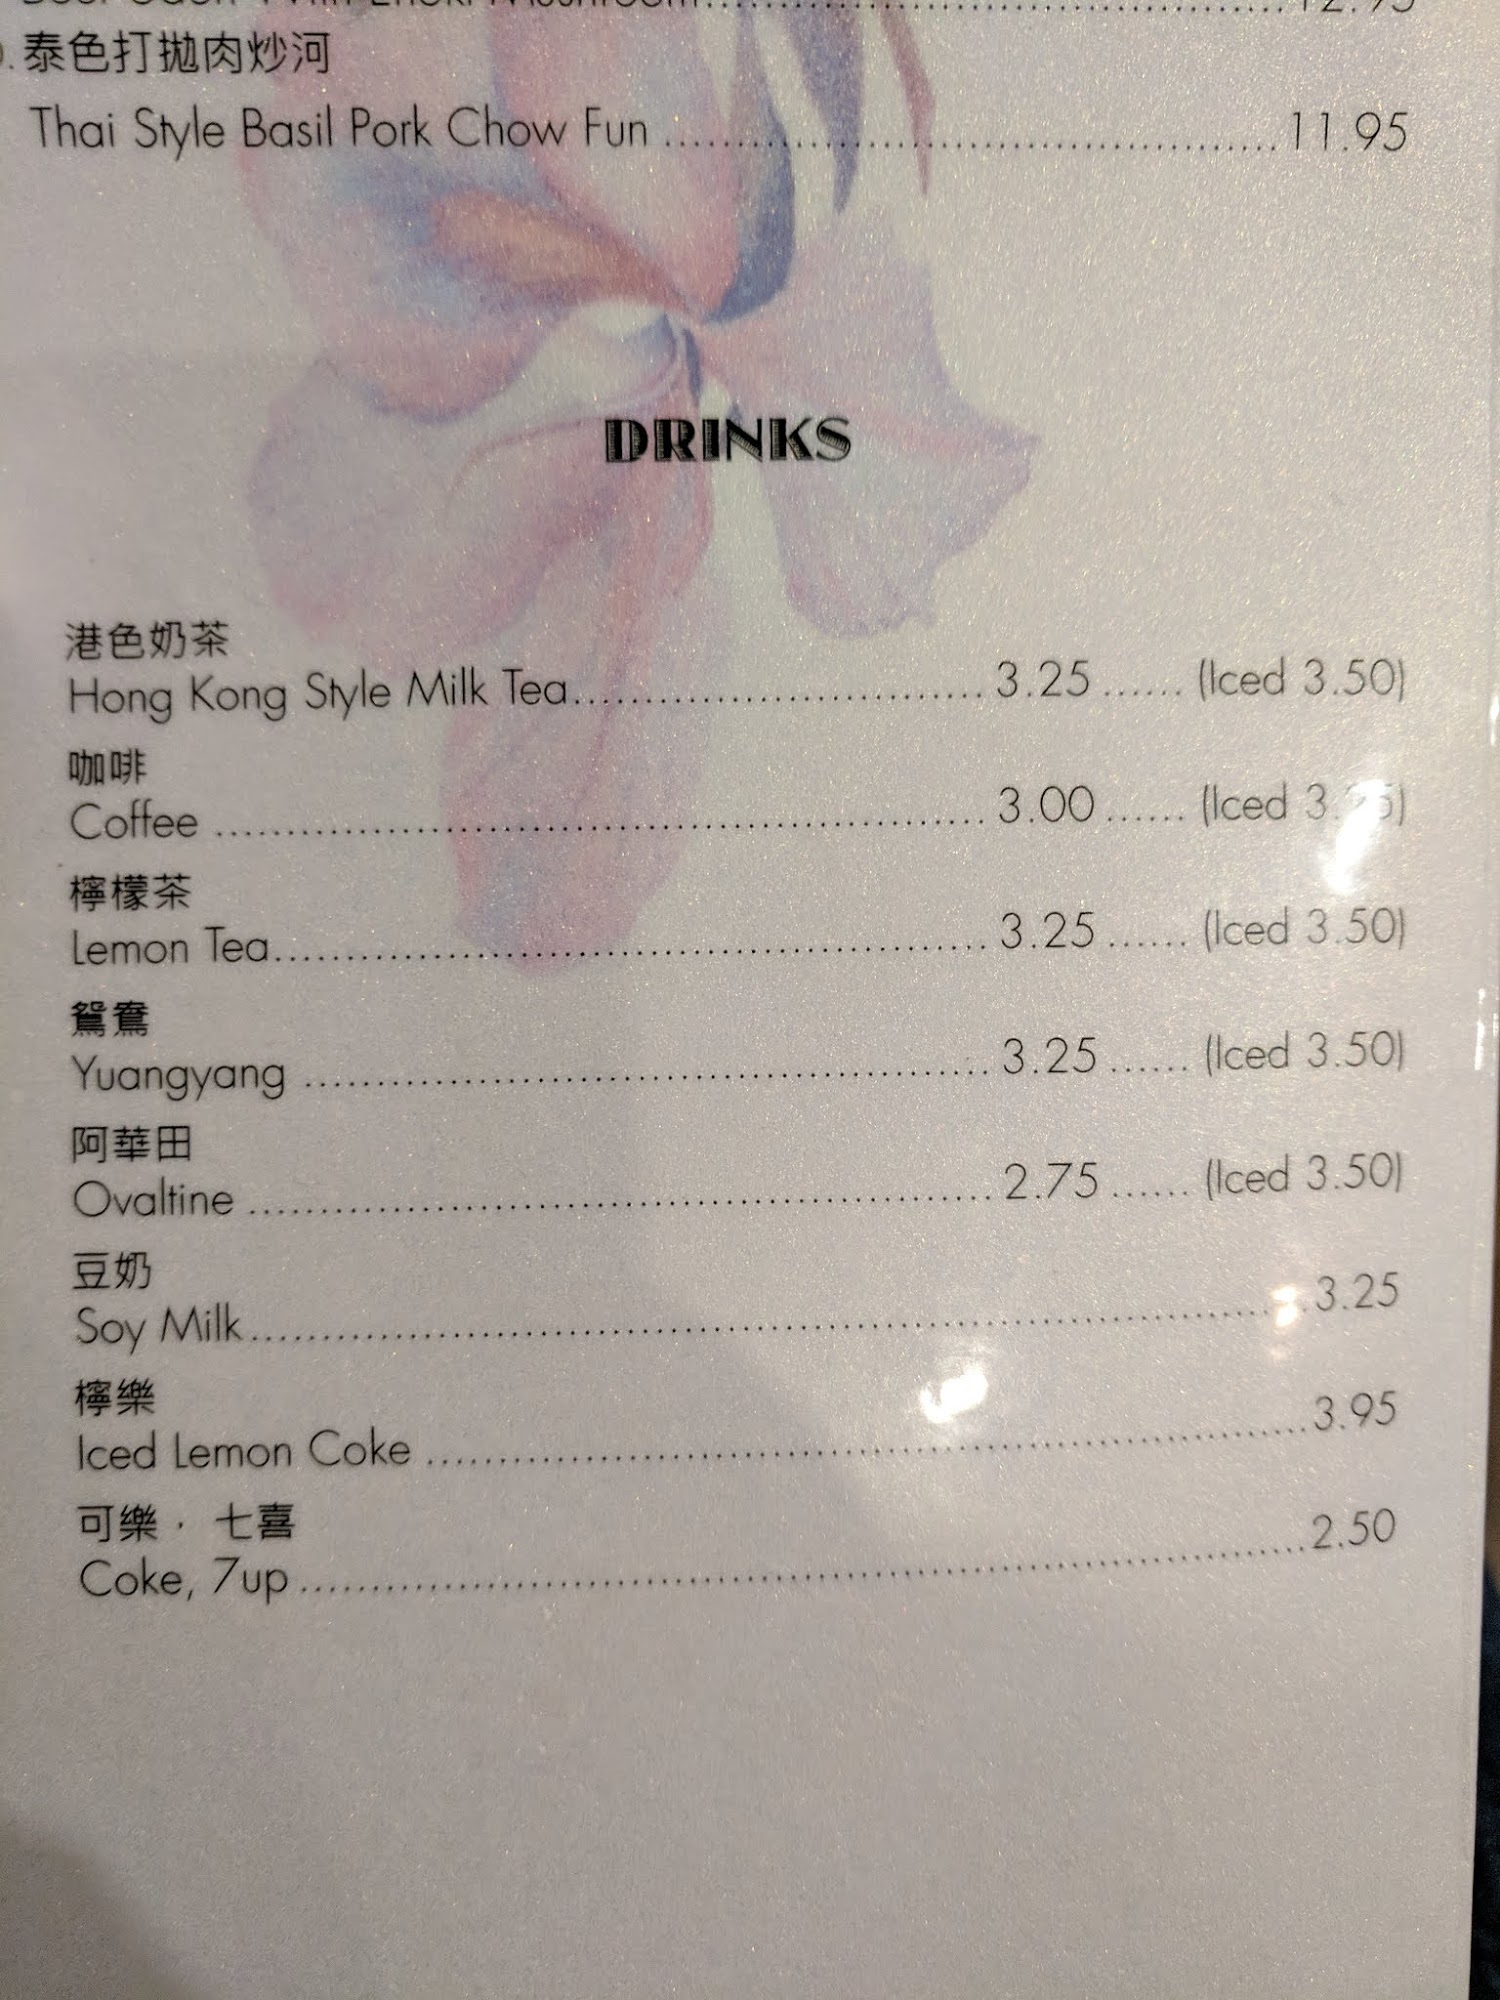 泰色打拋肉炒河
Thai Style Basil Pork Chow Fun 11.95
DRINKS
港色奶茶
Hong Kong Style Milk Tea 3.25 (Iced 3.50)
咖啡
Coffee 3.00 (Iced
檸檬茶
Lemon Tea 3.25 (Iced 3.50)
鴛鴦
Yuangyang 3.25 (Iced 3.50)
阿華田
Ovaltine 2.75 (Iced 3.50)
豆奶
Soy Milk 3.25
檸樂
Iced Lemon Coke 3.95
可樂，七喜
Coke, 7up 2.50